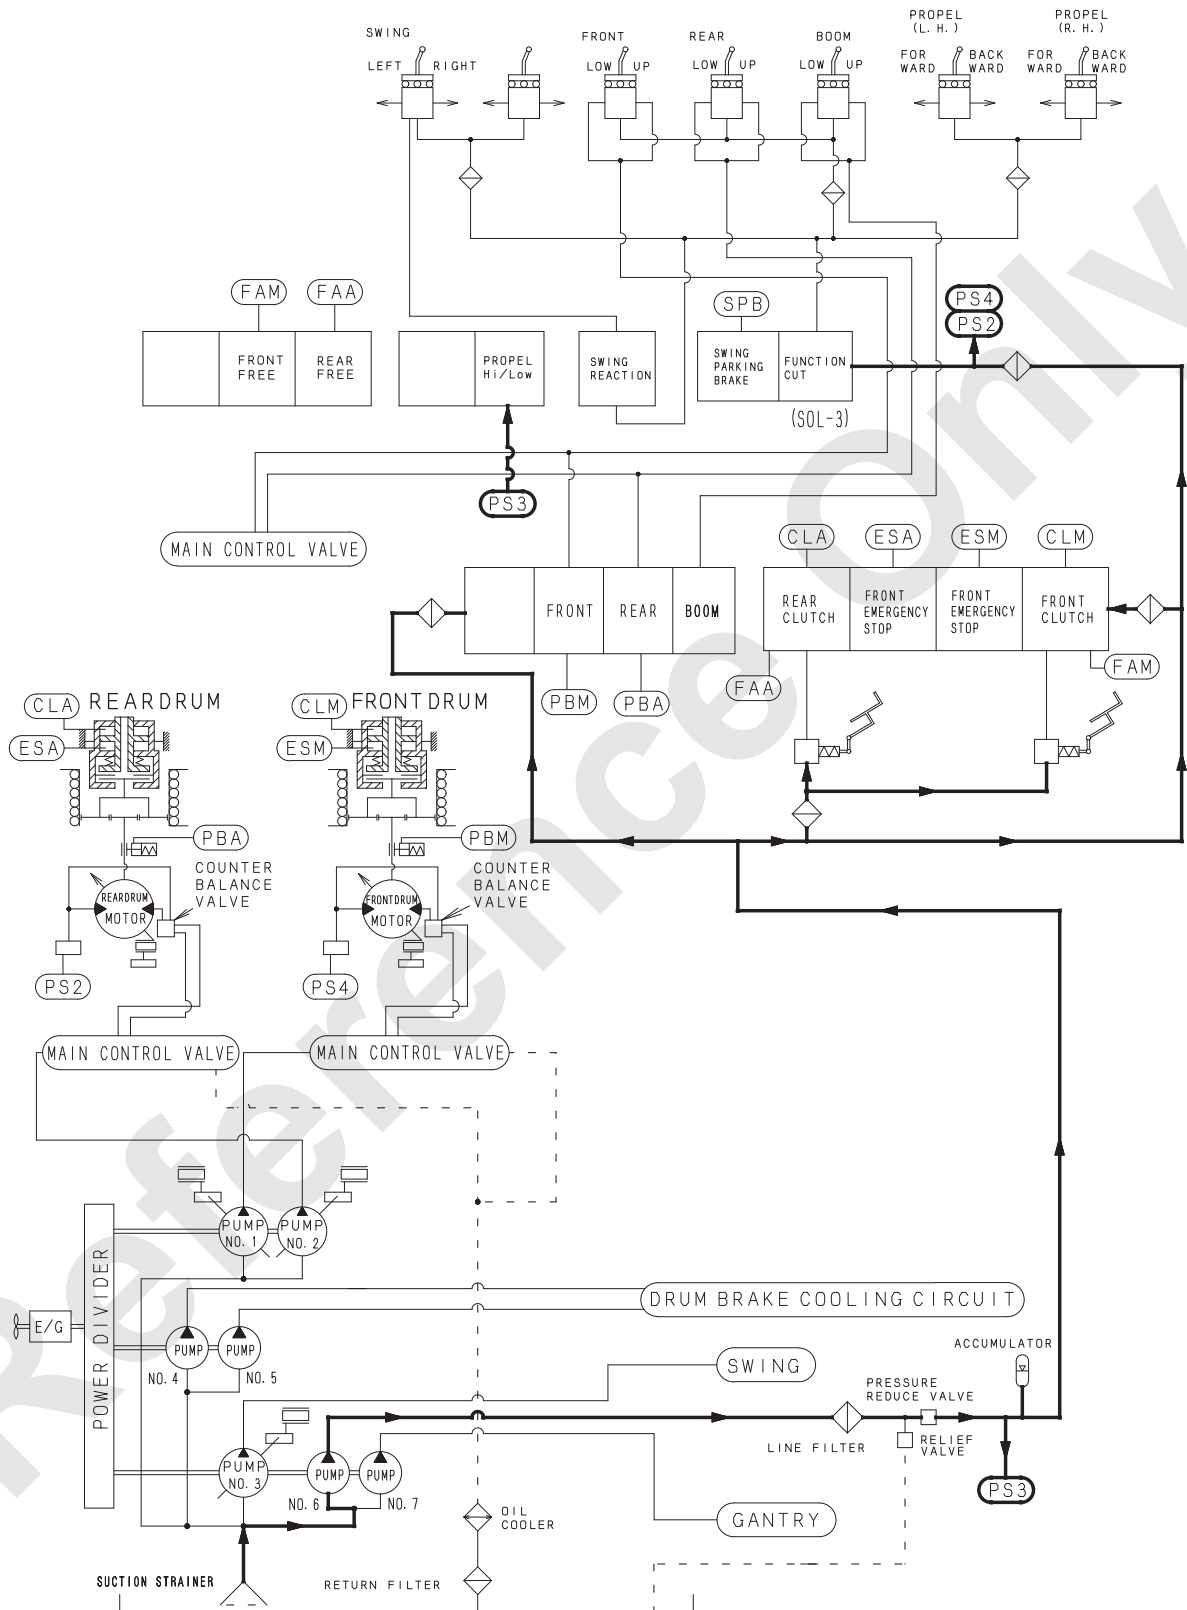 PROPEL
(L. H.)
PROPEL
(R. H.)
SWING
FRONT
REAR
BOOM
LEFT
RIGHT
LOW
UP
LOW
UP
LOW
UP
FOR
WARD
BACK
WARD
FOR
WARD
BACK
WARD
FAM
FAA
SPB
PS4
PS2
FRONT
FREE
REAR
FREE
PROPEL
Hi/Low
SWING
REACTION
SWING
PARKING
BRAKE
FUNCTION
CUT
(SOL-3)
PS3
MAIN CONTROL VALVE
CLA
ESA
ESM
CLM
FRONT
REAR
BOOM
REAR
CLUTCH
FRONT
EMERGENCY
STOP
FRONT
EMERGENCY
STOP
FRONT
CLUTCH
PBM
PBA
FAA
FAM
CLA
REAR DRUM
CLM
FRONT DRUM
ESA
ESM
PBA
PBM
COUNTER
BALANCE
VALVE
COUNTER
BALANCE
VALVE
REARDRUM
MOTOR
FRONTDRUM
MOTOR
PS2
PS4
MAIN CONTROL VALVE
MAIN CONTROL VALVE
PUMP
NO. 1
PUMP
NO. 2
POWER DIVIDER
E/G
DRUM BRAKE COOLING CIRCUIT
PUMP
PUMP
NO. 4
NO. 5
ACCUMULATOR
SWING
PRESSURE
REDUCE VALVE
LINE FILTER
RELIEF
VALVE
PUMP
NO. 3
PUMP
PUMP
NO. 6
NO. 7
PS3
OIL
COOLER
GANTRY
SUCTION STRAINER
RETURN FILTER
Reference Only